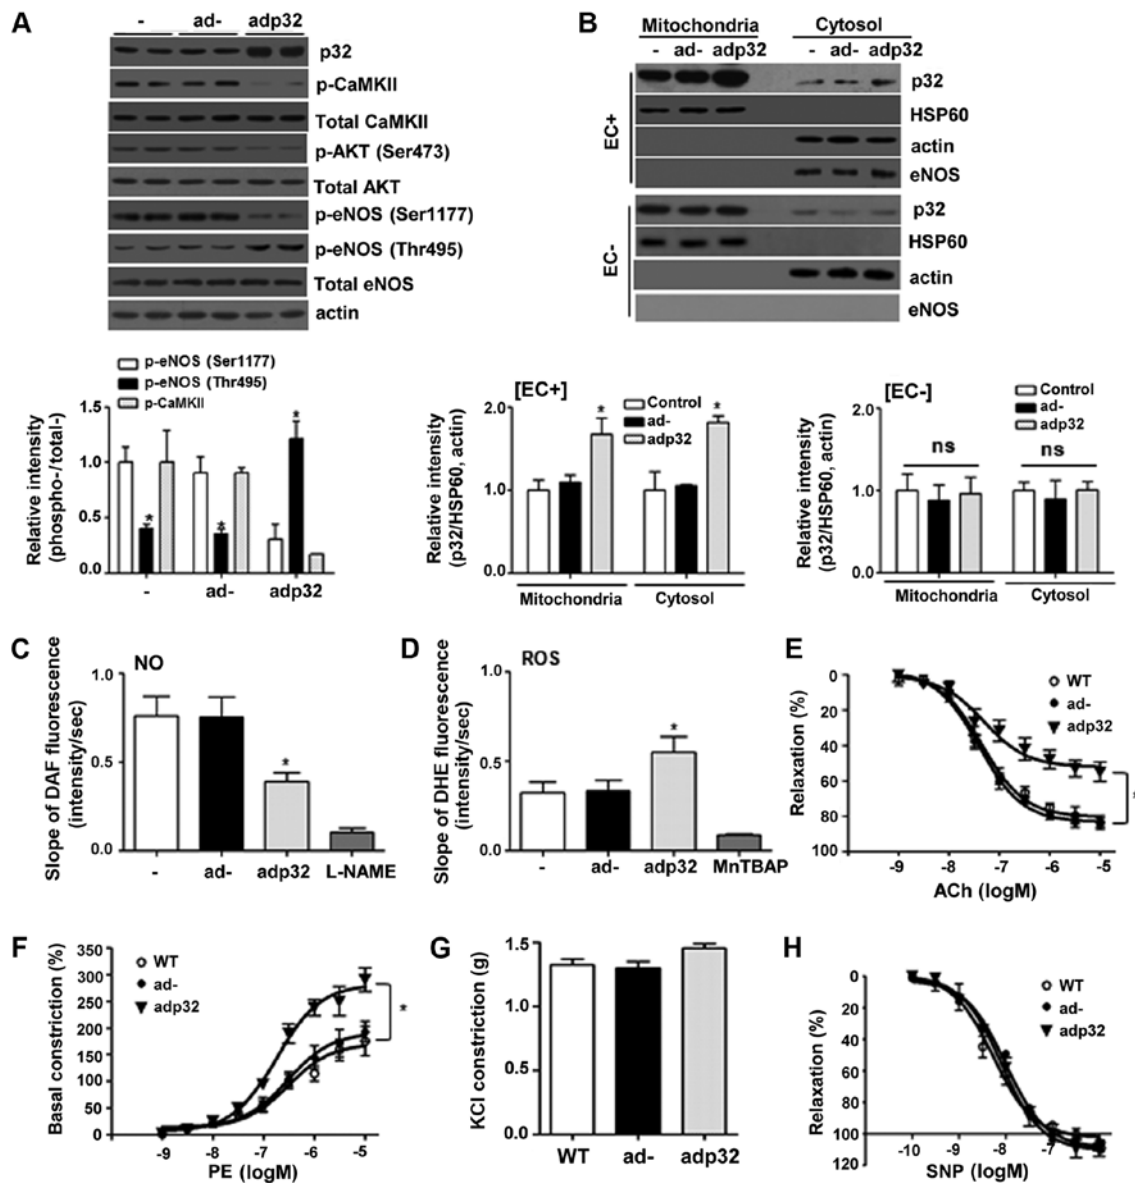 A
- ad- adp32
p32
p-CaMKII
Total CaMKII
p-AKT (Ser473)
Total AKT
p-eNOS (Ser1177)
p-eNOS (Thr495)
Total eNOS
actin
p-eNOS (Ser1177)
p-eNOS (Thr495)
p-CaMKII
Relative intensity
(phospho-/total-)
1.5
1.0
0.5
0.0
*
*
*
- ad- adp32
B
Mitochondria Cytosol
- ad- adp32 - ad- adp32
EC+
p32
HSP60
actin
eNOS
EC-
p32
HSP60
actin
eNOS
[EC+]
Control
ad-
adp32
Relative intensity
(p32/HSP60, actin)
2.0
1.0
0.0
*
*
Mitochondria Cytosol
[EC-]
Control
ad-
adp32
Relative intensity
(p32/HSP60, actin)
2.0
1.0
0.0
ns ns
Mitochondria Cytosol
C
NO
Slope of DAF fluorescence
(intensity/sec)
1.0
0.5
0.0
*
- ad- adp32 L-NAME
D
ROS
Slope of DHE fluorescence
(intensity/sec)
1.0
0.5
0.0
*
- ad- adp32 MnTBAP
E
WT
ad-
adp32
Relaxation (%)
0
20
40
60
80
100
*
-9 -8 -7 -6 -5
ACh (logM)
F
WT
ad-
adp32
Basal constriction (%)
350
300
250
200
150
100
50
0
*
-9 -8 -7 -6 -5
PE (logM)
G
KCl constriction (g)
1.5
1.0
0.5
0.0
WT ad- adp32
H
WT
ad-
adp32
Relaxation (%)
0
20
40
60
80
100
120
-10 -9 -8 -7
SNP (logM)